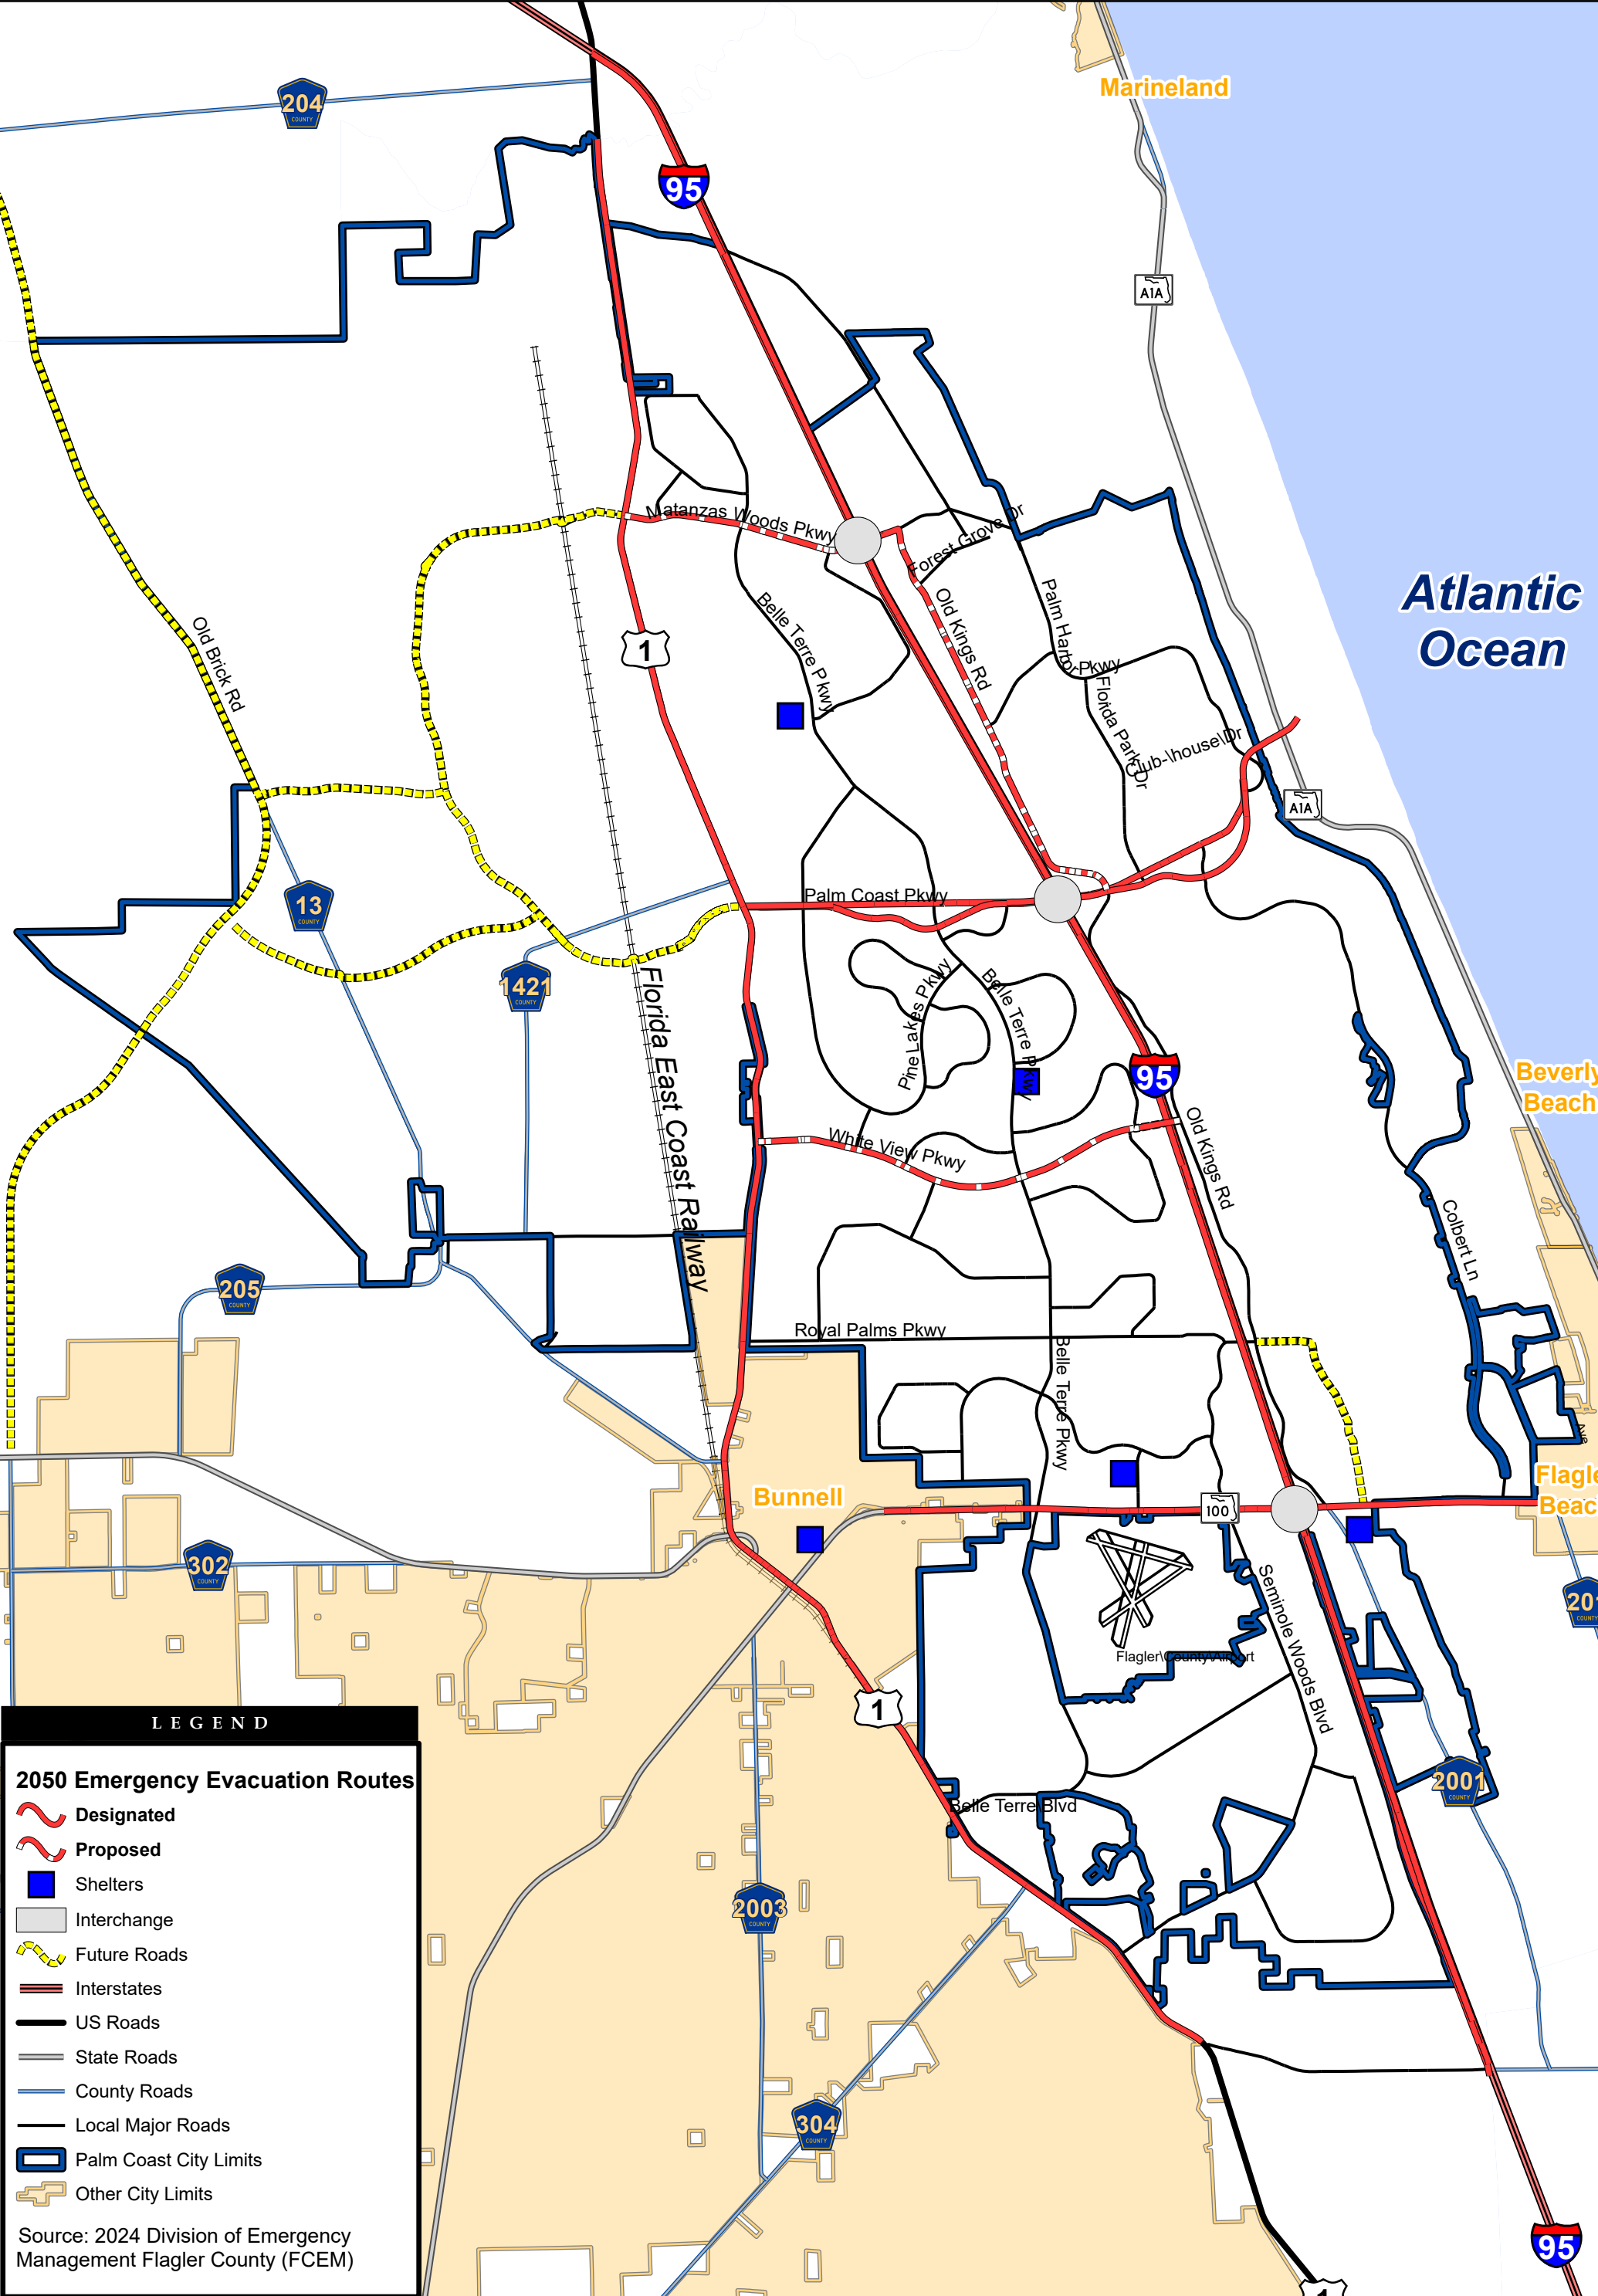 Marineland
204
COUNTY
95
A1A
Matanzas Woods Pkwy
Forest Grove Dr
Atlantic
Ocean
Old Brick Rd
1
Belle Terre Pkwy
Old Kings Rd
Palm Harbor Pkwy
Florida Park Dr
Club-\house\Dr
A1A
13
COUNTY
Palm Coast Pkwy
1421
COUNTY
Florida East Coast Railway
Pine Lakes Pkwy
Belle Terre Pkwy
95
Beverly
Beach
White View Pkwy
Old Kings Rd
Colbert Ln
205
COUNTY
Royal Palms Pkwy
Belle Terre Pkwy
Ave
Bunnell
100
Flagle
Beac
302
COUNTY
Seminole Woods Blvd
201
COUNTY
Flagler\County\Airport
1
2001
COUNTY
Belle Terre\Blvd
2003
COUNTY
304
COUNTY
95
1
LEGEND
2050 Emergency Evacuation Routes
Designated
Proposed
Shelters
Interchange
Future Roads
Interstates
US Roads
State Roads
County Roads
Local Major Roads
Palm Coast City Limits
Other City Limits
Source: 2024 Division of Emergency
Management Flagler County (FCEM)